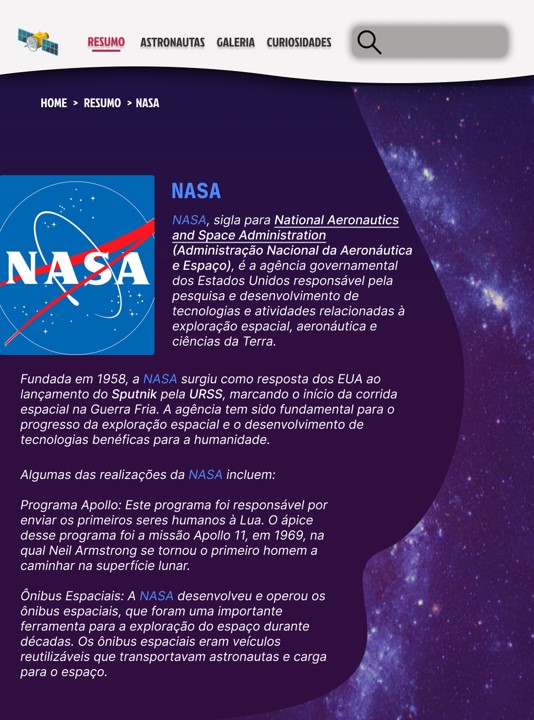 RESUMO ASTRONAUTAS GALERIA CURIOSIDADES
HOME > RESUMO > NASA
NASA
NASA
NASA, sigla para National Aeronautics
and Space Administration
(Administração Nacional da Aeronáutica
e Espaço), é a agência governamental
dos Estados Unidos responsável pela
pesquisa e desenvolvimento de
tecnologias e atividades relacionadas à
exploração espacial, aeronáutica e
ciências da Terra.
Fundada em 1958, a NASA surgiu como resposta dos EUA ao
lançamento do Sputnik pela URSS, marcando o início da corrida
espacial na Guerra Fria. A agência tem sido fundamental para o
progresso da exploração espacial e o desenvolvimento de
tecnologias benéficas para a humanidade.
Algumas das realizações da NASA incluem:
Programa Apollo: Este programa foi responsável por
enviar os primeiros seres humanos à Lua. O ápice
desse programa foi a missão Apollo 11, em 1969, na
qual Neil Armstrong se tornou o primeiro homem a
caminhar na superfície lunar.
Ônibus Espaciais: A NASA desenvolveu e operou os
ônibus espaciais, que foram uma importante
ferramenta para a exploração do espaço durante
décadas. Os ônibus espaciais eram veículos
reutilizáveis que transportavam astronautas e carga
para o espaço.